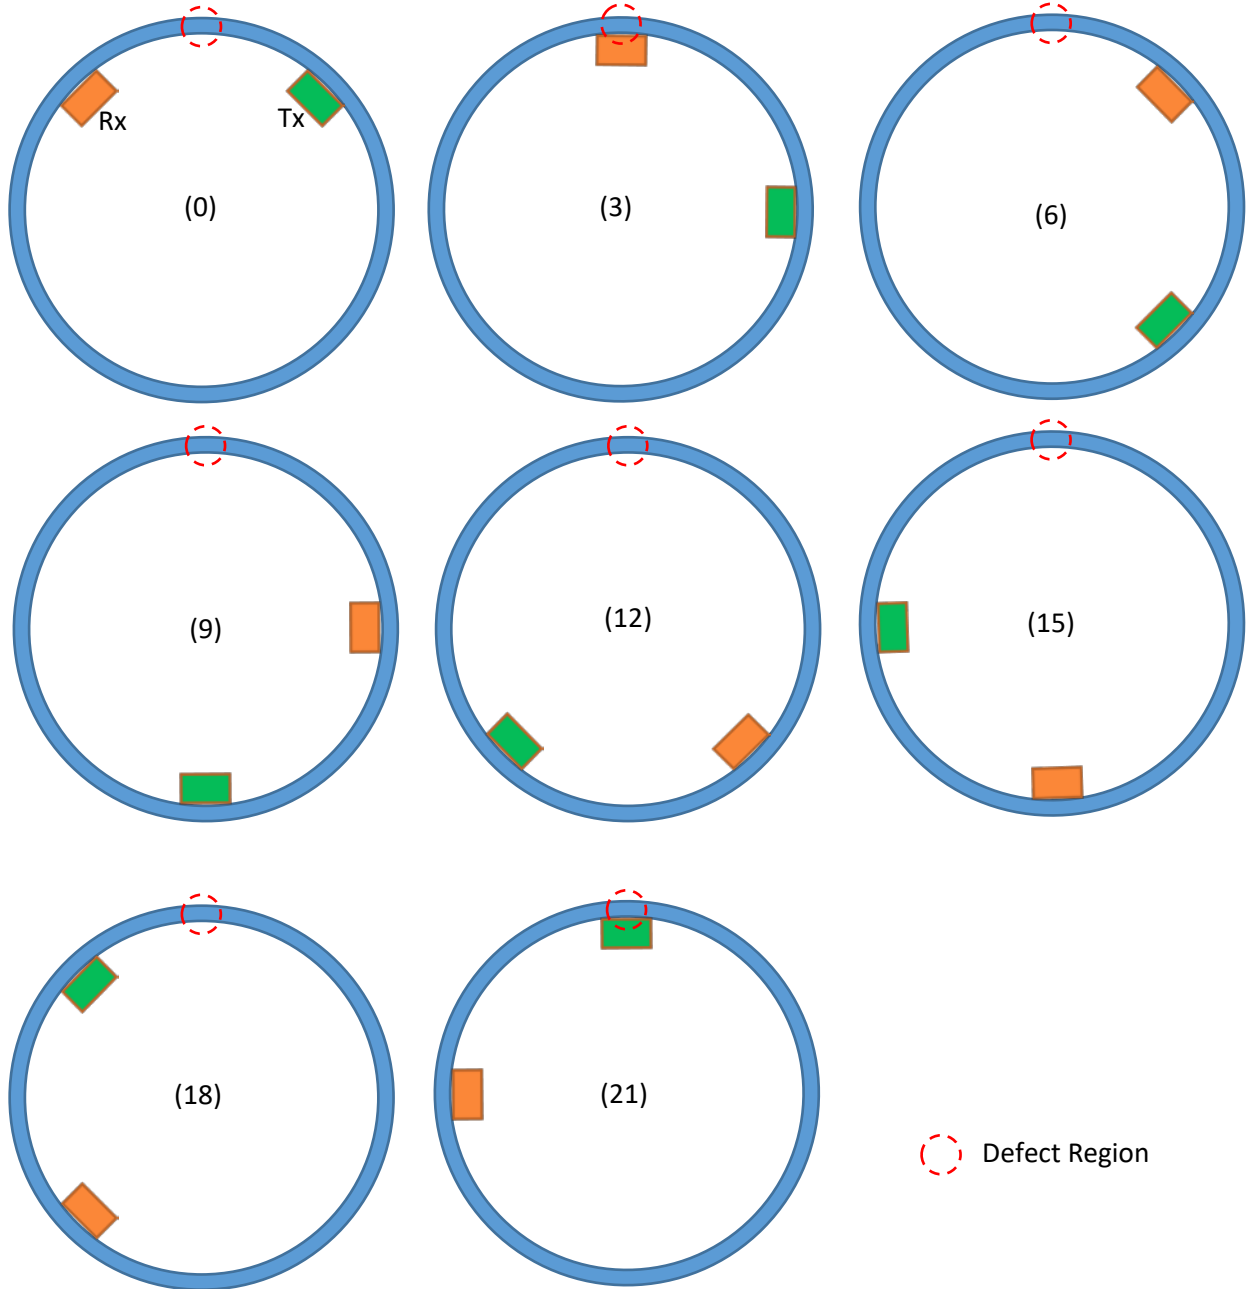 Rx
Tx
(0)
(3)
(6)
(9)
(12)
(15)
(18)
(21)
Defect Region